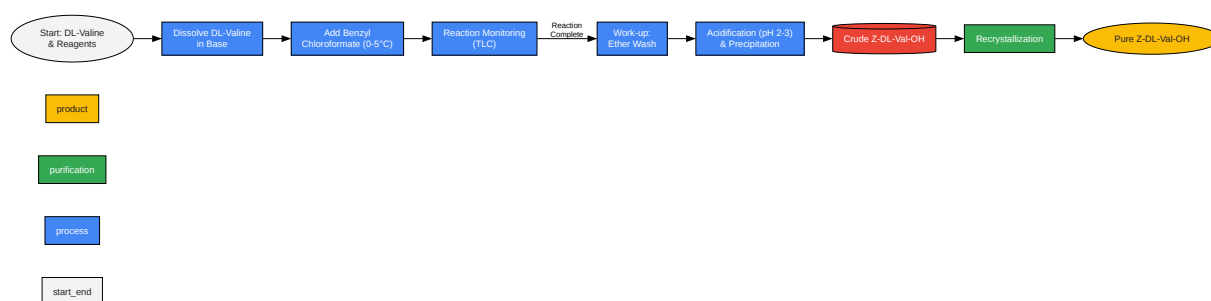 Start: DL-Valine
& Reagents
Dissolve DL-Valine
in Base
Add Benzyl
Chloroformate (0-5°C)
Reaction Monitoring
(TLC)
Reaction
Complete
Work-up:
Ether Wash
Acidification (pH 2-3)
& Precipitation
Crude Z-DL-Val-OH
Recrystallization
Pure Z-DL-Val-OH
product
purification
process
start_end